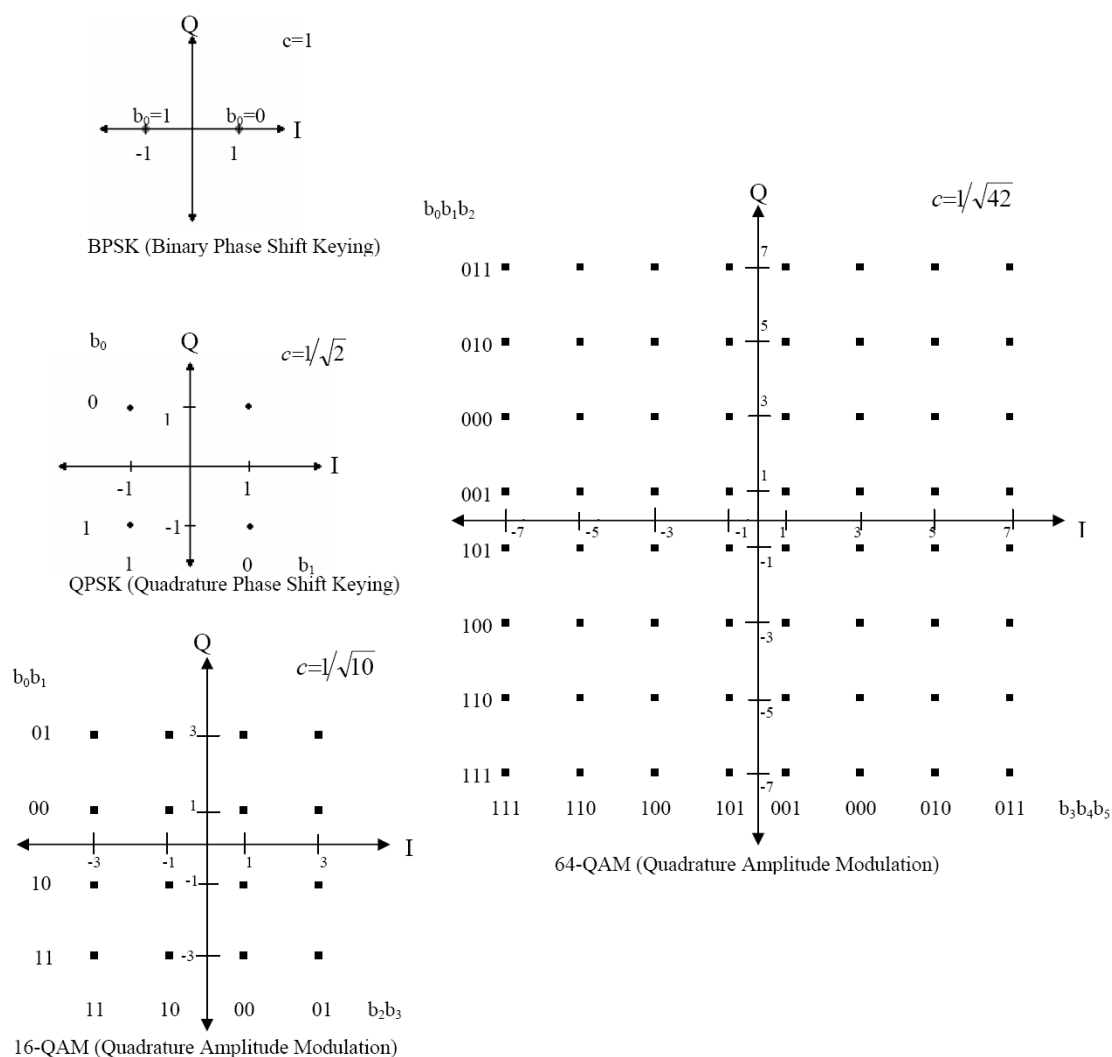 Q
c=1
b₀=1 b₀=0
I
-1 1
BPSK (Binary Phase Shift Keying)
b₀
Q
c=1/√2
0
1
I
-1 1
1
-1
1 0 b₁
QPSK (Quadrature Phase Shift Keying)
Q
c=1/√10
b₀b₁
01
3
00
1
I
-3 -1 1 3
10
-1
11
-3
11 10 00 01 b₂b₃
16-QAM (Quadrature Amplitude Modulation)
b₀b₁b₂
Q
c=1/√42
7
011
5
010
3
000
1
001
-7 -5 -3 -1 1 3 5 7
I
101
-1
100
-3
110
-5
111
-7
111 110 100 101 001 000 010 011 b₃b₄b₅
64-QAM (Quadrature Amplitude Modulation)